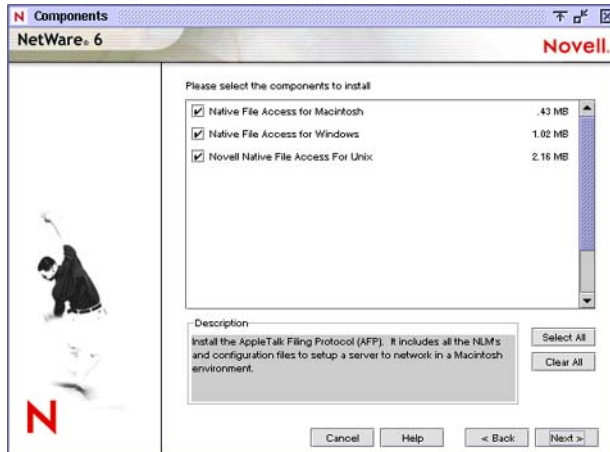 N Components
NetWare® 6
Novell.
Please select the components to install
Native File Access for Macintosh .43 MB
Native File Access for Windows 1.02 MB
Novell Native File Access For Unix 2.16 MB
Description
Install the AppleTalk Filing Protocol (AFP). It includes all the NLM's
and configuration files to setup a server to network in a Macintosh
environment.
Select All
Clear All
N
Cancel Help < Back Next >